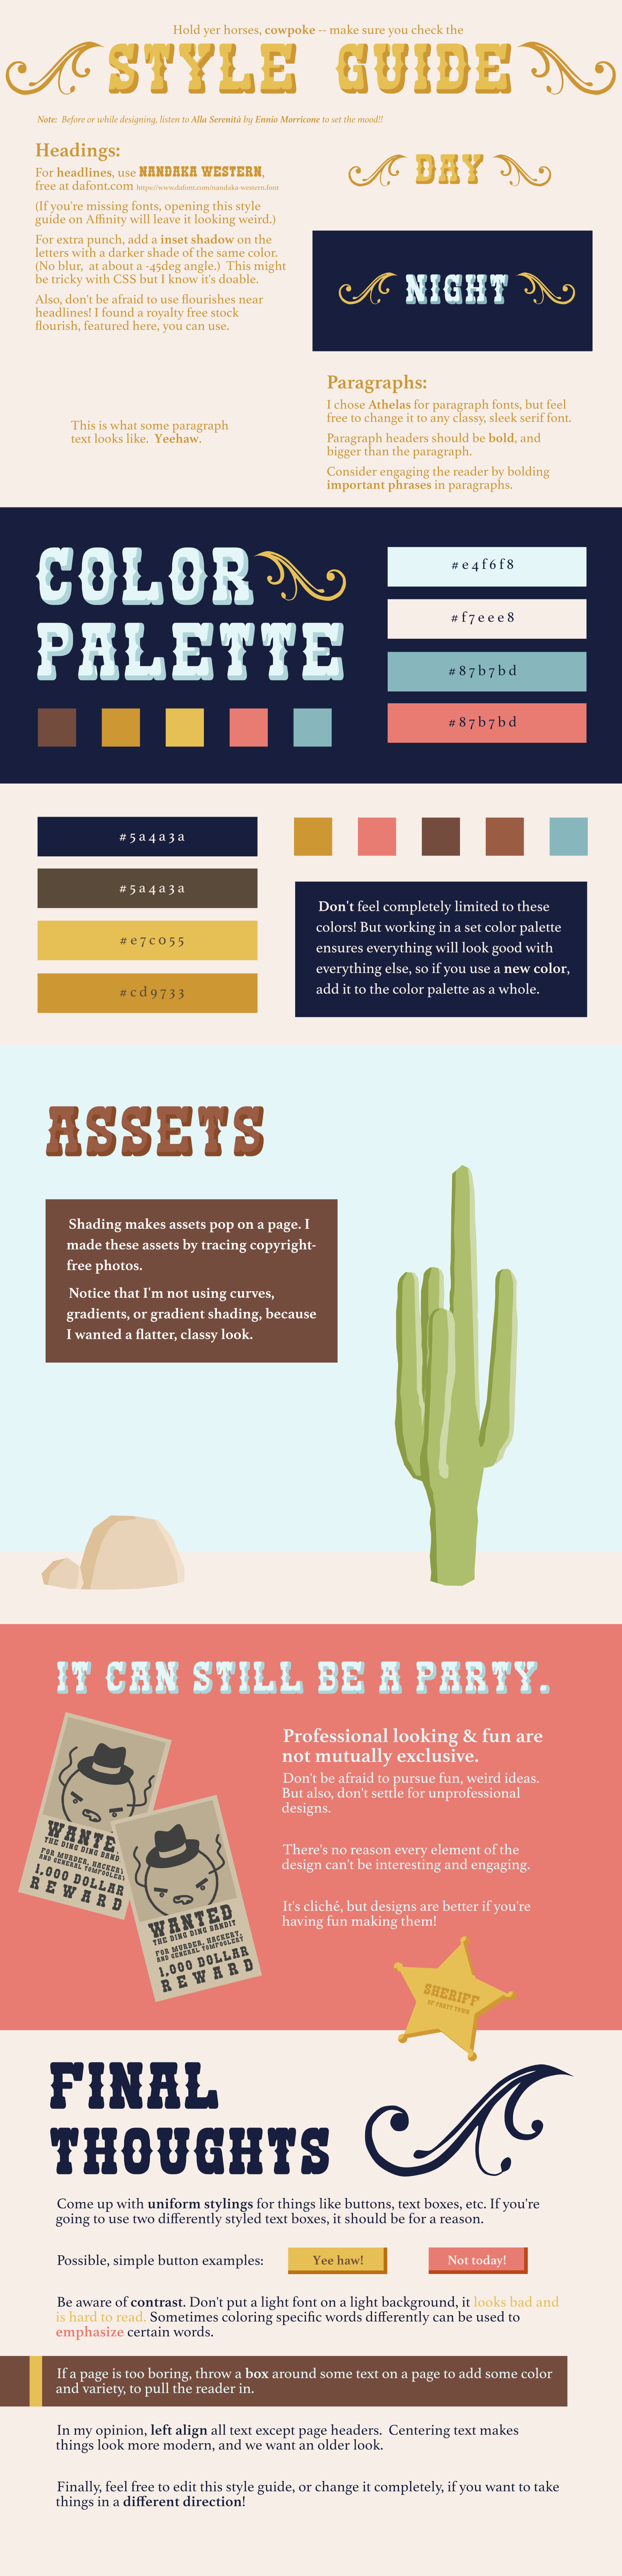 Hold yer horses, cowpoke -- make sure you check the
STYLE GUIDE
Note: Before or while designing, listen to Alla Serenità by Ennio Morricone to set the mood!!
Headings:
For headlines, use NANDAKA WESTERN,
free at dafont.com https://www.dafont.com/nandaka-western.font
(If you're missing fonts, opening this style
guide on Affinity will leave it looking weird.)
For extra punch, add a inset shadow on the
letters with a darker shade of the same color.
(No blur, at about a -45deg angle.) This might
be tricky with CSS but I know it's doable.
Also, don't be afraid to use flourishes near
headlines! I found a royalty free stock
flourish, featured here, you can use.
This is what some paragraph
text looks like. Yeehaw.
DAY
NIGHT
Paragraphs:
I chose Athelas for paragraph fonts, but feel
free to change it to any classy, sleek serif font.
Paragraph headers should be bold, and
bigger than the paragraph.
Consider engaging the reader by bolding
important phrases in paragraphs.
COLOR
PALETTE
#e4f6f8
#f7eee8
#87b7bd
#87b7bd
#5a4a3a
#5a4a3a
#e7c055
#cd9733
Don't feel completely limited to these
colors! But working in a set color palette
ensures everything will look good with
everything else, so if you use a new color,
add it to the color palette as a whole.
ASSETS
Shading makes assets pop on a page. I
made these assets by tracing copyright-
free photos.
Notice that I'm not using curves,
gradients, or gradient shading, because
I wanted a flatter, classy look.
IT CAN STILL BE A PARTY.
WANTE
THE DING DING BAND
FOR MURDER, HACKERY
AND GENERAL TOMFOOLERY
1,000 DOLLAR
REWARD
WANTED
THE DING DING BANDIT
FOR MURDER, HACKERY,
AND GENERAL TOMFOOLERY
1,000 DOLLAR
REWARD
Professional looking & fun are
not mutually exclusive.
Don't be afraid to pursue fun, weird ideas.
But also, don't settle for unprofessional
designs.
There's no reason every element of the
design can't be interesting and engaging.
It's cliché, but designs are better if you're
having fun making them!
SHERIFF
OF PARTY TOWN
FINAL
THOUGHTS
Come up with uniform stylings for things like buttons, text boxes, etc. If you're
going to use two differently styled text boxes, it should be for a reason.
Possible, simple button examples:
Yee haw!
Not today!
Be aware of contrast. Don't put a light font on a light background, it looks bad and
is hard to read. Sometimes coloring specific words differently can be used to
emphasize certain words.
If a page is too boring, throw a box around some text on a page to add some color
and variety, to pull the reader in.
In my opinion, left align all text except page headers. Centering text makes
things look more modern, and we want an older look.
Finally, feel free to edit this style guide, or change it completely, if you want to take
things in a different direction!